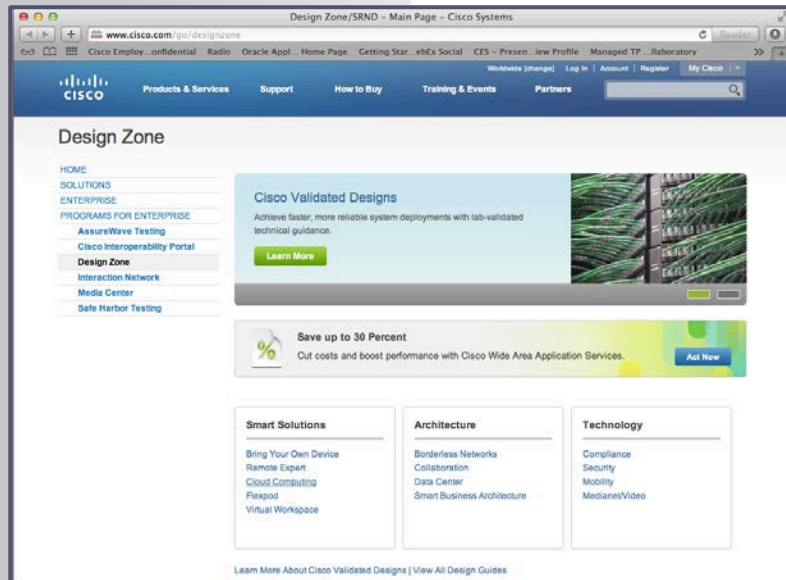 Design Zone/SRND – Main Page – Cisco Systems
www.cisco.com/go/designzone
Reader
Cisco Employ...onfidential Radio Oracle Appl... Home Page Getting Star...ebEx Social CES – Presen...iew Profile Managed TP ...llaboratory
Worldwide [change] Log In | Account | Register My Cisco
CISCO
Products & Services Support How to Buy Training & Events Partners
Design Zone
HOME
SOLUTIONS
ENTERPRISE
PROGRAMS FOR ENTERPRISE
AssureWave Testing
Cisco Interoperability Portal
Design Zone
Interaction Network
Media Center
Safe Harbor Testing
Cisco Validated Designs
Achieve faster, more reliable system deployments with lab-validated
technical guidance.
Learn More
%
Save up to 30 Percent
Cut costs and boost performance with Cisco Wide Area Application Services.
Act Now
Smart Solutions
Bring Your Own Device
Remote Expert
Cloud Computing
Flexpod
Virtual Workspace
Architecture
Borderless Networks
Collaboration
Data Center
Smart Business Architecture
Technology
Compliance
Security
Mobility
Medianet/Video
Learn More About Cisco Validated Designs | View All Design Guides